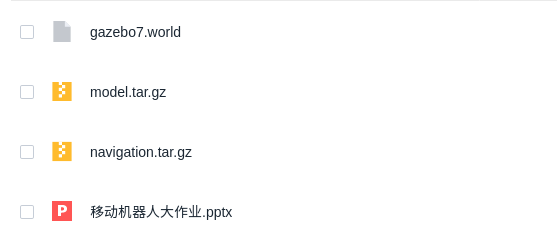 gazebo7.world
model.tar.gz
navigation.tar.gz
移动机器人大作业.pptx